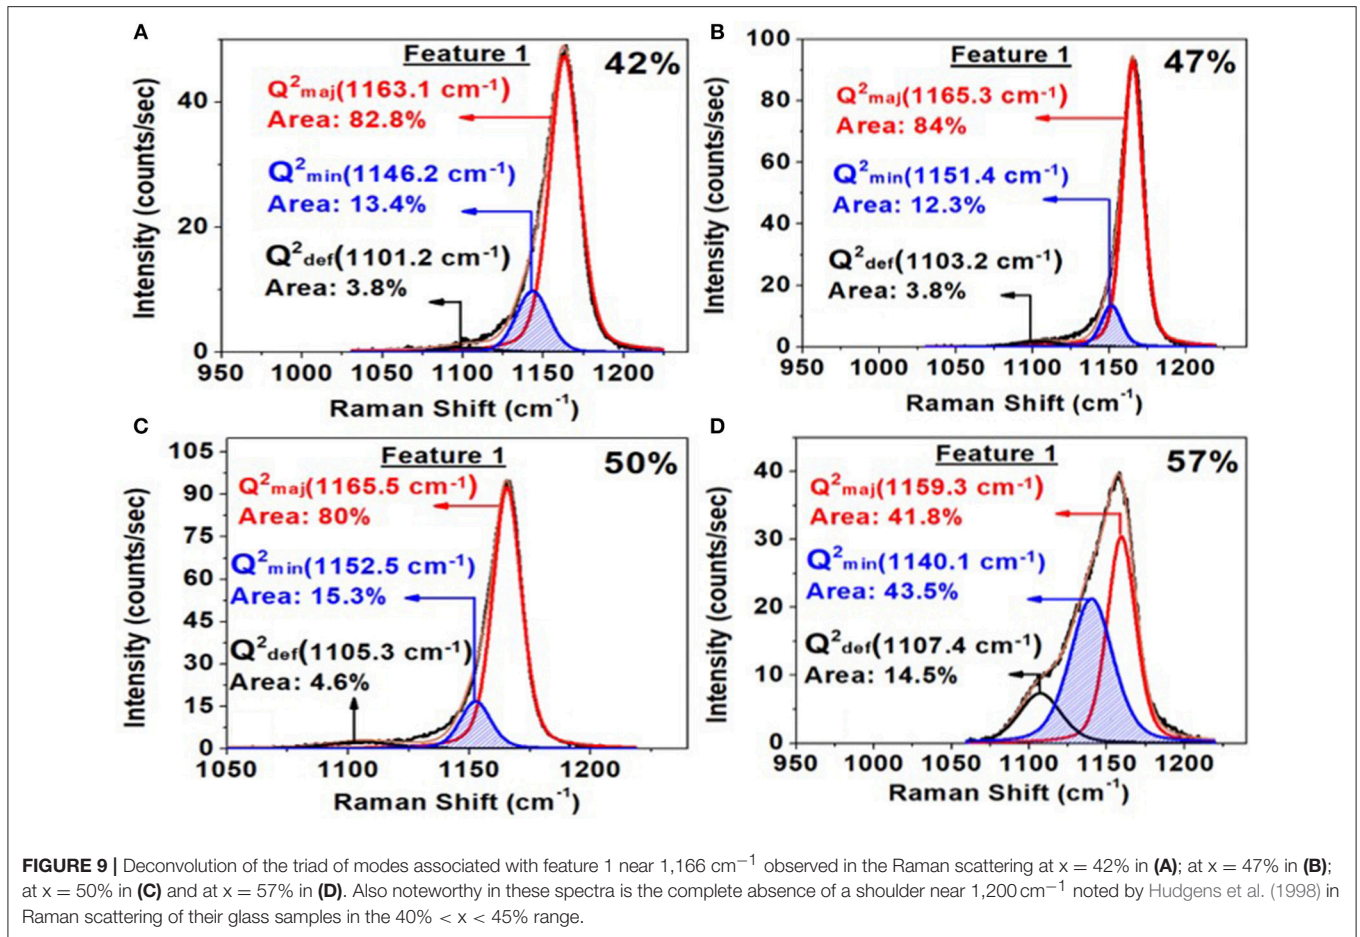 A
Feature 1
42%
Q²maj(1163.1 cm⁻¹)
Area: 82.8%
Q²min(1146.2 cm⁻¹)
Area: 13.4%
Q²def(1101.2 cm⁻¹)
Area: 3.8%
Intensity (counts/sec)
40
20
0
950 1000 1050 1100 1150 1200
Raman Shift (cm⁻¹)
B
Feature 1
47%
Q²maj(1165.3 cm⁻¹)
Area: 84%
Q²min(1151.4 cm⁻¹)
Area: 12.3%
Q²def(1103.2 cm⁻¹)
Area: 3.8%
Intensity (counts/sec)
100
80
60
40
20
0
950 1000 1050 1100 1150 1200
Raman Shift (cm⁻¹)
C
Feature 1
50%
Q²maj(1165.5 cm⁻¹)
Area: 80%
Q²min(1152.5 cm⁻¹)
Area: 15.3%
Q²def(1105.3 cm⁻¹)
Area: 4.6%
Intensity (counts/sec)
105
90
75
60
45
30
15
0
1050 1100 1150 1200
Raman Shift (cm⁻¹)
D
Feature 1
57%
Q²maj(1159.3 cm⁻¹)
Area: 41.8%
Q²min(1140.1 cm⁻¹)
Area: 43.5%
Q²def(1107.4 cm⁻¹)
Area: 14.5%
Intensity (counts/sec)
40
30
20
10
0
950 1000 1050 1100 1150 1200
Raman Shift (cm⁻¹)
FIGURE 9 | Deconvolution of the triad of modes associated with feature 1 near 1,166 cm⁻¹ observed in the Raman scattering at x = 42% in (A); at x = 47% in (B);
at x = 50% in (C) and at x = 57% in (D). Also noteworthy in these spectra is the complete absence of a shoulder near 1,200 cm⁻¹ noted by Hudgens et al. (1998) in
Raman scattering of their glass samples in the 40% < x < 45% range.